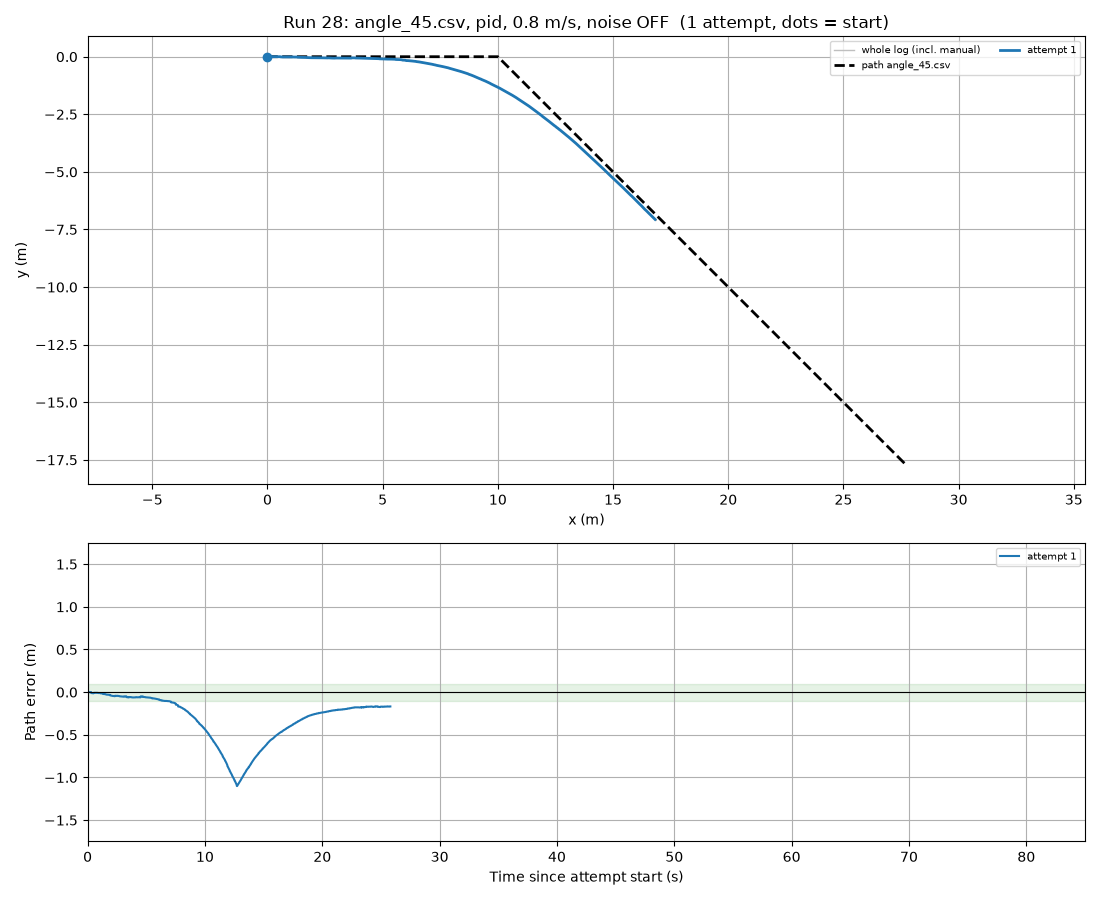 Run 28: angle_45.csv, pid, 0.8 m/s, noise OFF  (1 attempt, dots = start)
whole log (incl. manual)
path angle_45.csv
attempt 1
0.0
−2.5
−5.0
−7.5
−10.0
−12.5
−15.0
−17.5
y (m)
−5 0 5 10 15 20 25 30 35
x (m)
attempt 1
1.5
1.0
0.5
0.0
−0.5
−1.0
−1.5
Path error (m)
0 10 20 30 40 50 60 70 80
Time since attempt start (s)